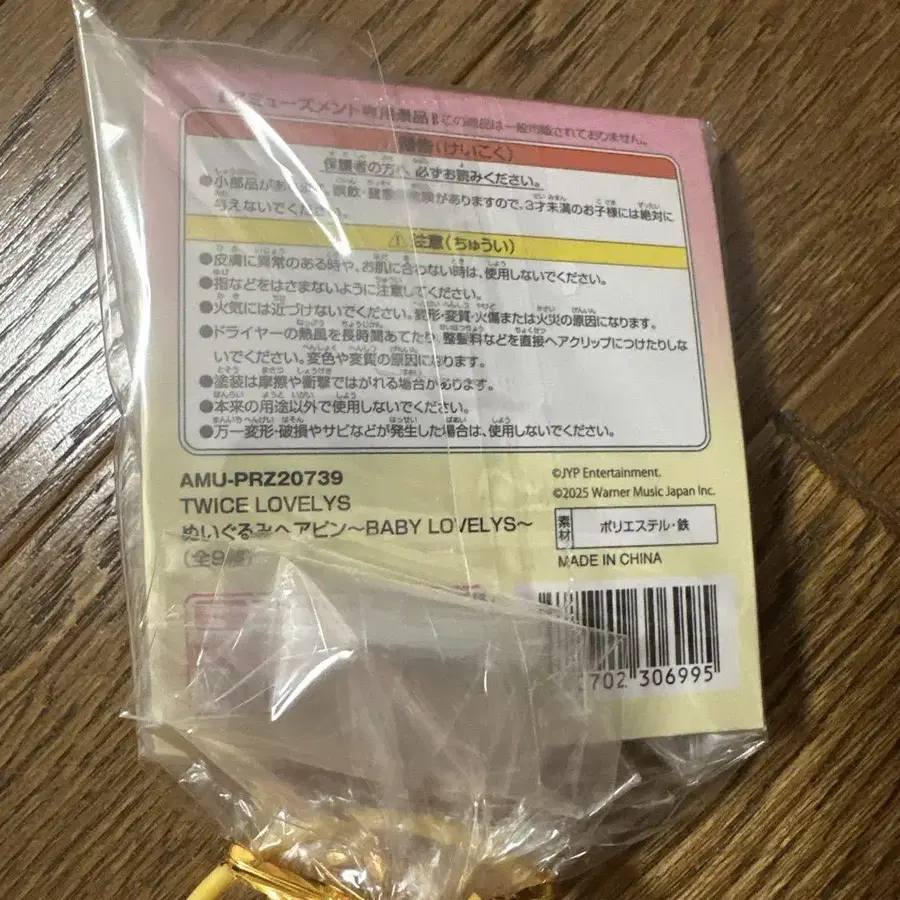 アミューズメント専用景品 この商品は一般市販されておりません。
警告(けいこく)
保護者の方へ 必ずお読みください。
●小部品があ 誤飲・窒息 危険がありますので、3才未満のお子様には絶対に
与えないでください。
⚠注意(ちゅうい)
●皮膚に異常のある時や、お肌に合わない時は、使用しないでください。
●指などをはさまないように注意してください。
●火気には近づけないでください。変形・変質・火傷または火災の原因になります。
●ドライヤーの熱風を長時間あてたり、整髪料などを直接ヘアクリップにつけたりしな
いでください。変色や変質の原因になります。
●塗装は摩擦や衝撃ではがれる場合があります。
●本来の用途以外で使用しないでください。
●万一変形・破損やサビなどが発生した場合は、使用しないでください。
AMU-PRZ20739
TWICE LOVELYS
ぬいぐるみヘアピン〜BABY LOVELYS〜
(全9種)
©JYP Entertainment.
©2025 Warner Music Japan Inc.
素材 ポリエステル・鉄
MADE IN CHINA
702 306995